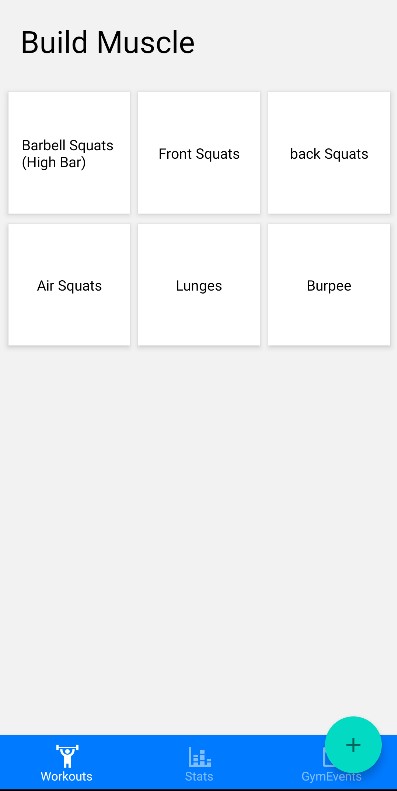 Build Muscle
Barbell Squats
(High Bar)
Front Squats
back Squats
Air Squats
Lunges
Burpee
+
Workouts
Stats
GymEvents